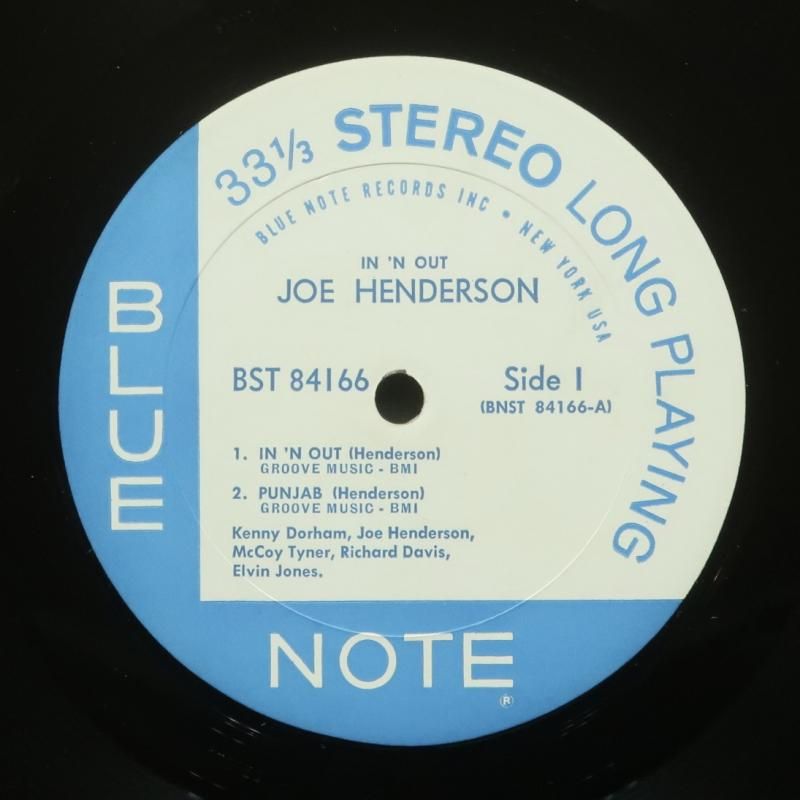 33⅓ STEREO LONG PLAYING
BLUE NOTE RECORDS INC • NEW YORK USA
IN 'N OUT
JOE HENDERSON
BST 84166
Side 1
(BNST 84166-A)
1. IN 'N OUT (Henderson)
GROOVE MUSIC - BMI
2. PUNJAB (Henderson)
GROOVE MUSIC - BMI
Kenny Dorham, Joe Henderson,
McCoy Tyner, Richard Davis,
Elvin Jones.
BLUE
NOTE
®